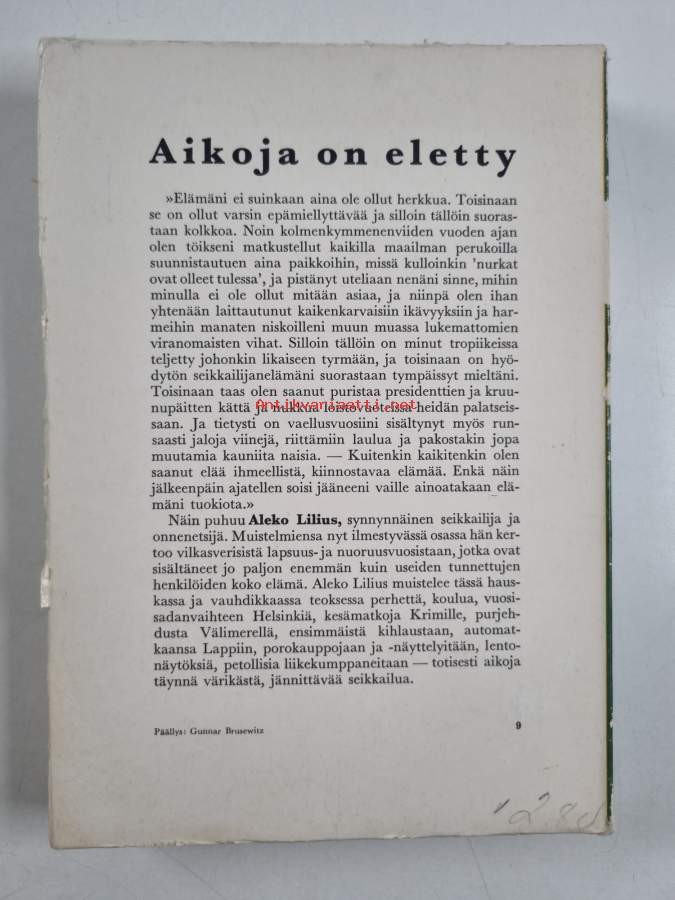 Aikoja on eletty
»Elämäni ei suinkaan aina ole ollut herkkua. Toisinaan
se on ollut varsin epämiellyttävää ja silloin tällöin suoras-
taan kolkkoa. Noin kolmenkymmenenviiden vuoden ajan
olen töikseni matkustellut kaikilla maailman perukoilla
suunnistautuen aina paikkoihin, missä kulloinkin 'nurkat
ovat olleet tulessa', ja pistänyt uteliaan nenäni sinne, mihin
minulla ei ole ollut mitään asiaa, ja niinpä olen ihan
yhtenään laittautunut kaikenkarvaisiin ikävyyksiin ja har-
meihin manaten niskoilleni muun muassa lukemattomien
viranomaisten vihat. Silloin tällöin on minut tropiikeissa
teljetty johonkin likaiseen tyrmään, ja toisinaan on hyö-
dytön seikkailijanelämäni suorastaan tympäissyt mieltäni.
Toisinaan taas olen saanut puristaa presidenttien ja kruu-
nupäitten kättä ja nukkua loistovuoteissa heidän palatseis-
Antikvariaatti.net
saan. Ja tietysti on vaellusvuosiini sisältynyt myös run-
saasti jaloja viinejä, riittämiin laulua ja pakostakin jopa
muutamia kauniita naisia. — Kuitenkin kaikitenkin olen
saanut elää ihmeellistä, kiinnostavaa elämää. Enkä näin
jälkeenpäin ajatellen soisi jääneeni vaille ainoatakaan elä-
mäni tuokiota.»
Näin puhuu Aleko Lilius, synnynnäinen seikkailija ja
onnenetsijä. Muistelmiensa nyt ilmestyvässä osassa hän ker-
too vilkasverisistä lapsuus- ja nuoruusvuosistaan, jotka ovat
sisältäneet jo paljon enemmän kuin useiden tunnettujen
henkilöiden koko elämä. Aleko Lilius muistelee tässä haus-
kassa ja vauhdikkaassa teoksessa perhettä, koulua, vuosi-
sadanvaihteen Helsinkiä, kesämatkoja Krimille, purjeh-
dusta Välimerellä, ensimmäistä kihlaustaan, automat-
kaansa Lappiin, porokauppojaan ja -näyttelyitään, lento-
näytöksiä, petollisia liikekumppaneitaan — totisesti aikoja
täynnä värikästä, jännittävää seikkailua.
Päällys: Gunnar Brusewitz
9